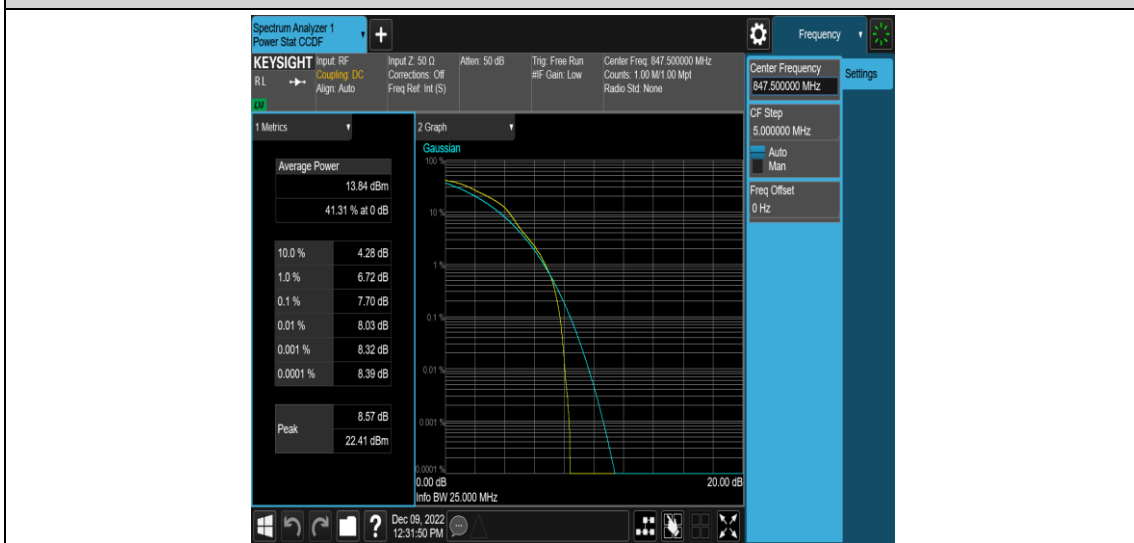 Spectrum Analyzer 1
Power Stat CCDF
+
Frequency
KEYSIGHT
RL
LXI
Input: RF
Coupling: DC
Align: Auto
Input Z: 50 Ω
Corrections: Off
Freq Ref: Int (S)
Atten: 50 dB
Trig: Free Run
#IF Gain: Low
Center Freq: 847.500000 MHz
Counts: 1.00 M/1.00 Mpt
Radio Std: None
Center Frequency
847.500000 MHz
Settings
CF Step
5.000000 MHz
Auto
Man
Freq Offset
0 Hz
1 Metrics
Average Power
13.84 dBm
41.31 % at 0 dB
10.0 % 4.28 dB
1.0 % 6.72 dB
0.1 % 7.70 dB
0.01 % 8.03 dB
0.001 % 8.32 dB
0.0001 % 8.39 dB
Peak
8.57 dB
22.41 dBm
2 Graph
Gaussian
100 %
10 %
1 %
0.1 %
0.01 %
0.001 %
0.0001 %
0.00 dB 20.00 dB
Info BW 25.000 MHz
?
Dec 09, 2022
12:31:50 PM